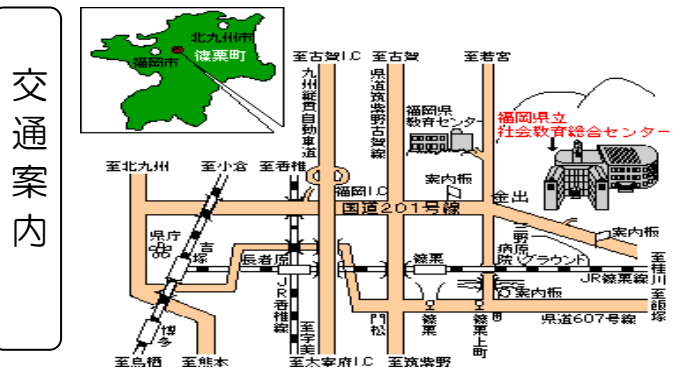 交通案内
北九州市
篠栗町
福岡市
至古賀I.C
至古賀
至若宮
九州縦貫自動車道
県道筑紫野古賀線
福岡県
教育センター
福岡県立
社会教育総合センター
至北九州
至小倉
至香椎
福岡I.C
案内板
金出
国道201号線
案内板
県庁
吉塚
長者原
篠栗
北野病院
(グラウンド)
至桂川
JR篠栗線
JR香椎線
案内板
至飯塚
博多
門松
篠栗
篠栗上町
県道607号線
至宇美
至鳥栖
至熊本
至太宰府I.C
至筑紫野